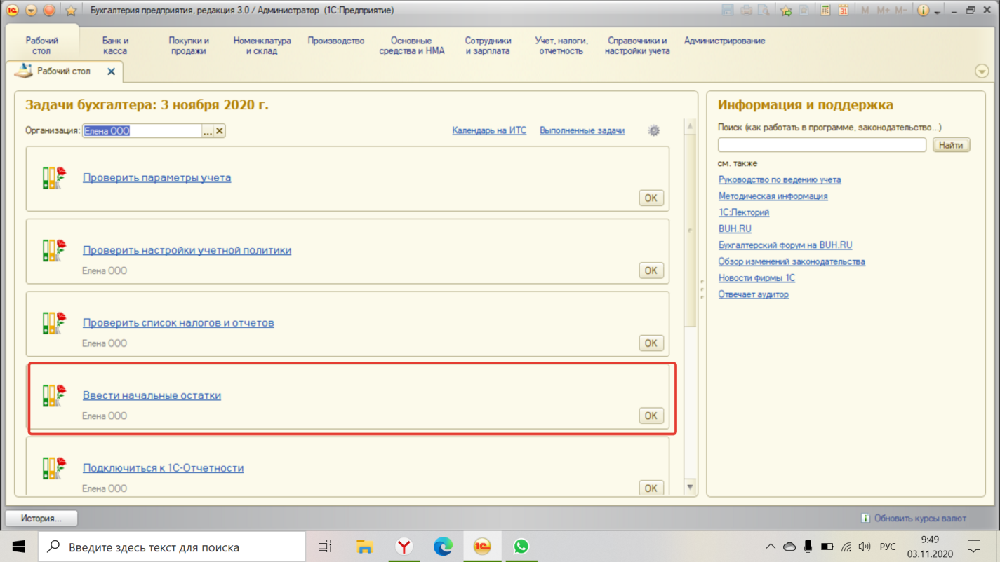 Бухгалтерия предприятия, редакция 3.0 / Администратор (1С:Предприятие)
M M+ M-
Рабочий стол
Банк и касса
Покупки и продажи
Номенклатура и склад
Производство
Основные средства и НМА
Сотрудники и зарплата
Учет, налоги, отчетность
Справочники и настройки учета
Администрирование
Рабочий стол
Задачи бухгалтера: 3 ноября 2020 г.
Организация: Елена ООО ...
Календарь на ИТС
Выполненные задачи
Проверить параметры учета
OK
Проверить настройки учетной политики
Елена ООО
OK
Проверить список налогов и отчетов
Елена ООО
OK
Ввести начальные остатки
Елена ООО
OK
Подключиться к 1С-Отчетности
Елена ООО
OK
Информация и поддержка
Поиск (как работать в программе, законодательство...)
Найти
см. также
Руководство по ведению учета
Методическая информация
1С:Лекторий
BUH.RU
Бухгалтерский форум на BUH.RU
Обзор изменений законодательства
Новости фирмы 1С
Отвечает аудитор
История...
Обновить курсы валют
Введите здесь текст для поиска
РУС
9:49
03.11.2020